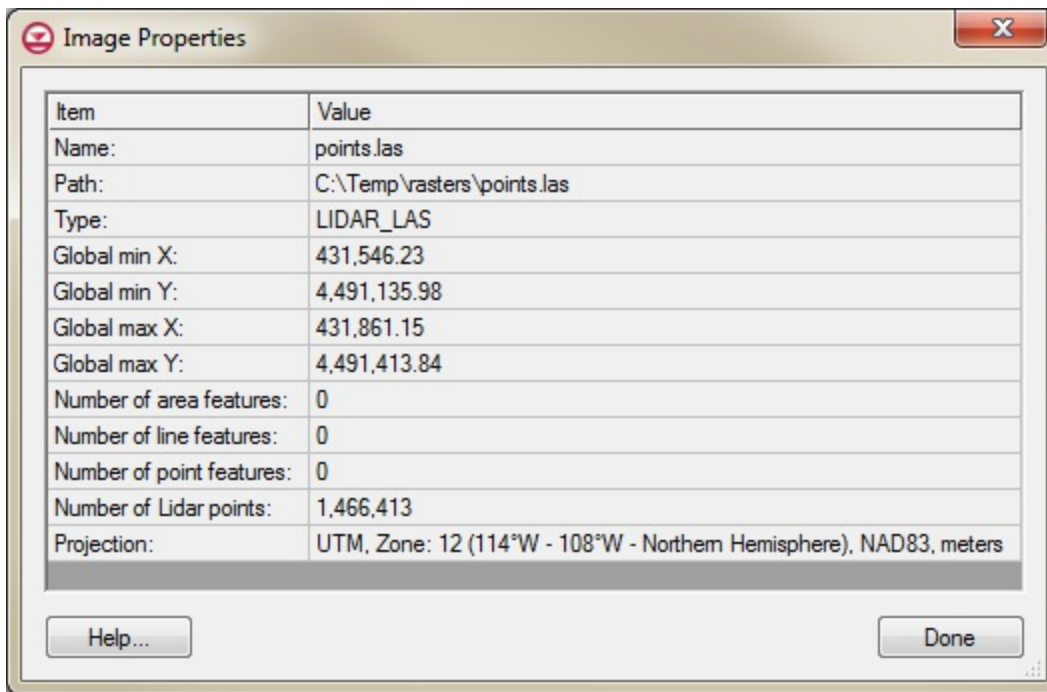 Image Properties
Item Value
Name: points.las
Path: C:\Temp\rasters\points.las
Type: LIDAR_LAS
Global min X: 431,546.23
Global min Y: 4,491,135.98
Global max X: 431,861.15
Global max Y: 4,491,413.84
Number of area features: 0
Number of line features: 0
Number of point features: 0
Number of Lidar points: 1,466,413
Projection: UTM, Zone: 12 (114°W - 108°W - Northern Hemisphere), NAD83, meters
Help... Done